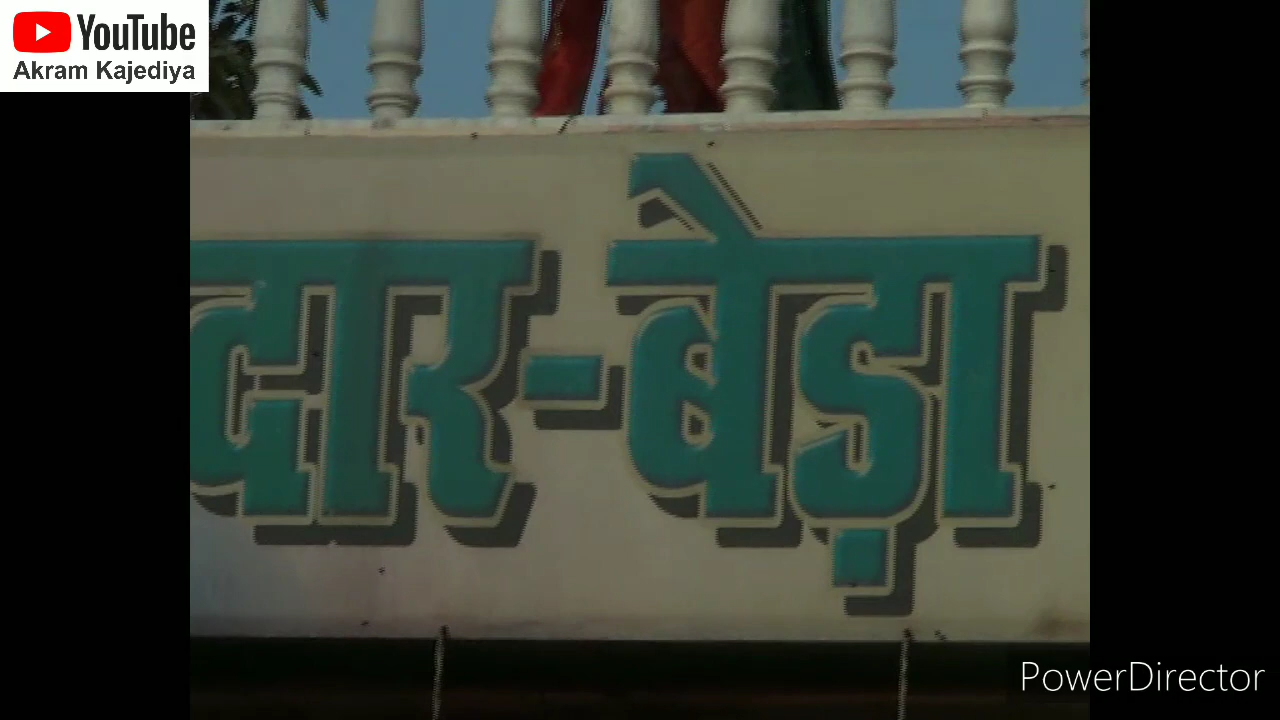 YouTube
Akram Kajediya
दार-बेड़ा
PowerDirector